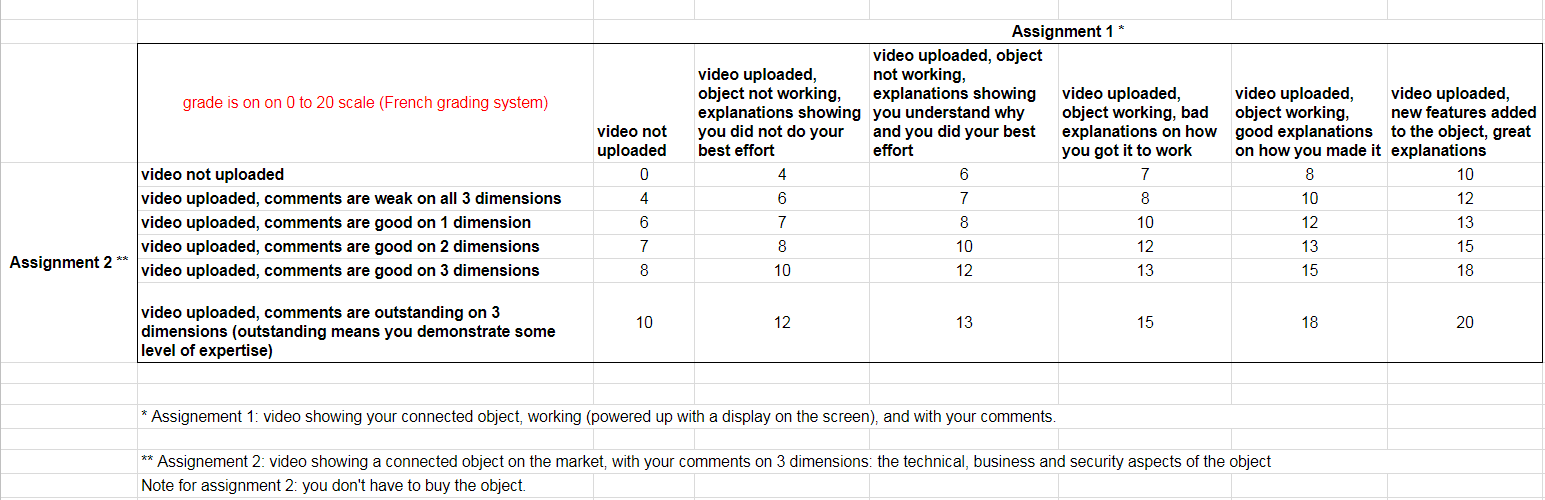 Assignment 1 *
grade is on on 0 to 20 scale (French grading system)
video not
uploaded
video uploaded,
object not working,
explanations showing
you did not do your
best effort
video uploaded, object
not working,
explanations showing
you understand why
and you did your best
effort
video uploaded,
object working, bad
explanations on how
you got it to work
video uploaded,
object working,
good explanations
on how you made it
video uploaded,
new features added
to the object, great
explanations
Assignment 2 **
video not uploaded 0 4 6 7 8 10
video uploaded, comments are weak on all 3 dimensions 4 6 7 8 10 12
video uploaded, comments are good on 1 dimension 6 7 8 10 12 13
video uploaded, comments are good on 2 dimensions 7 8 10 12 13 15
video uploaded, comments are good on 3 dimensions 8 10 12 13 15 18
video uploaded, comments are outstanding on 3
dimensions (outstanding means you demonstrate some
level of expertise)
10 12 13 15 18 20
* Assignement 1: video showing your connected object, working (powered up with a display on the screen), and with your comments.
** Assignement 2: video showing a connected object on the market, with your comments on 3 dimensions: the technical, business and security aspects of the object
Note for assignment 2: you don't have to buy the object.